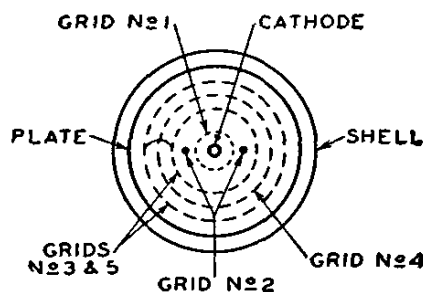 GRID No1
CATHODE
PLATE
SHELL
GRIDS
No3 & 5
GRID No4
GRID No2